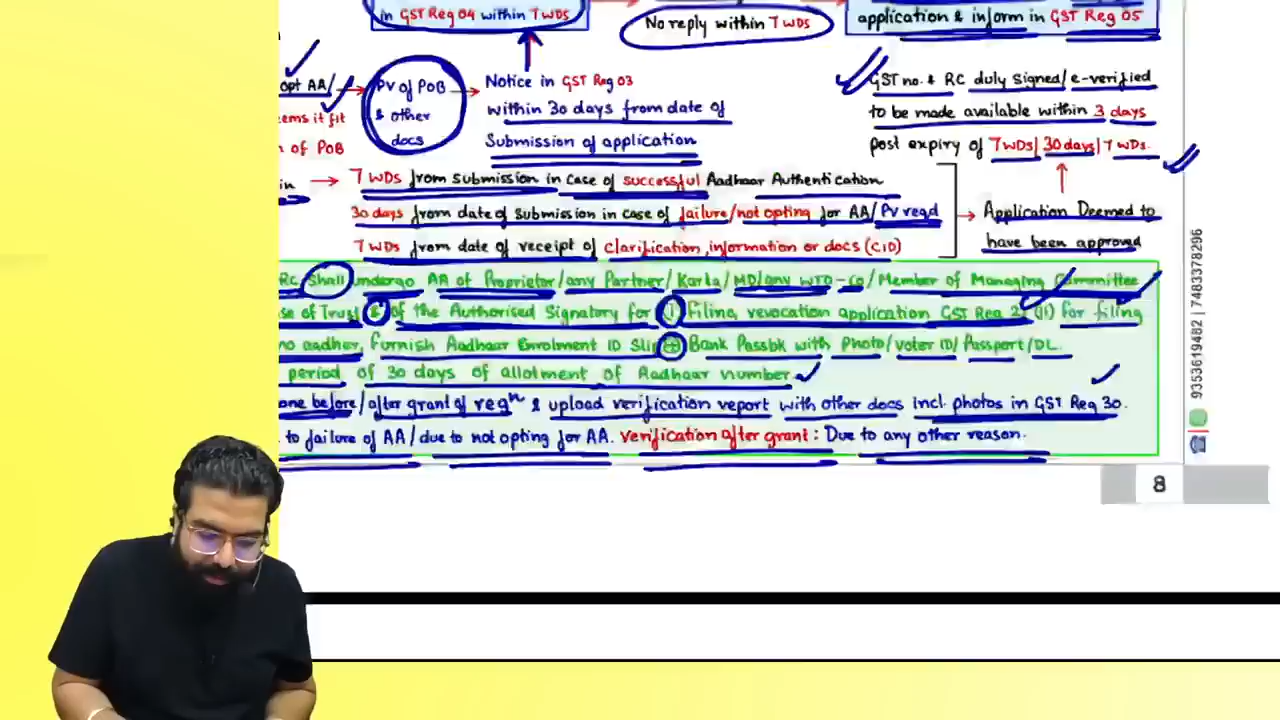 in GST Reg 04 within 7 WDS
No reply within 7 WDS
application & inform in GST Reg 05
opt AA/
ems it fit
n of PoB
PV of POB
& other
docs
Notice in GST Reg 03
within 30 days from date of
Submission of application
GST no. & RC duly signed/e-verified
to be made available within 3 days
post expiry of 7 WDs/30 days/7 WDs.
in
7 WDs from submission in case of successful Aadhaar Authentication
30 days from date of submission in case of failure/not opting for AA/PV reqd
7 WDs from date of receipt of clarification, information or docs (CID)
Application Deemed to
have been approved
RC Shall undergo AA of Proprietor/any Partner/Karta/MD/any WTD-Co/Member of Managing Committee
se of Trust & of the Authorised Signatory for (i) Filing revocation application GST Reg 21 (ii) for filing
no aadhar, furnish Aadhaar Enrolment ID Slip + Bank Passbk with Photo/Voter ID/Passport/DL.
period of 30 days of allotment of Aadhaar number
one before/after grant of regn & upload verification report with other docs incl. photos in GST Reg 30.
to failure of AA/due to not opting for AA. verification after grant: Due to any other reason.
8
9353619482 | 7483378296